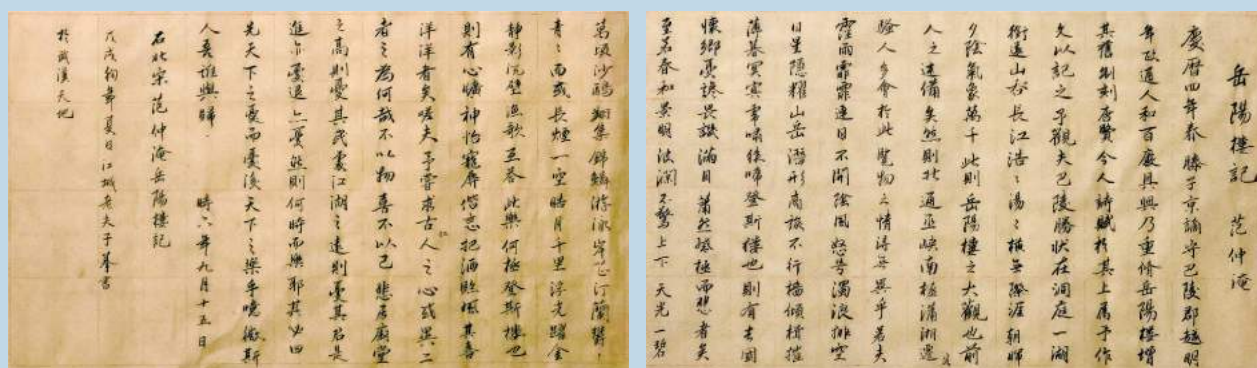 岳陽樓記 范仲淹
慶曆四年春滕子京謫守巴陵郡越明
年政通人和百廢具興乃重修岳陽樓增
其舊制刻唐賢今人詩賦於其上屬予作
文以記之予觀夫巴陵勝狀在洞庭一湖
銜遠山吞長江浩〻湯〻橫無際涯朝暉
夕陰氣象萬千此則岳陽樓之大觀也前
人之述備矣然則北通巫峽南極瀟湘遷客
騷人多會於此覽物之情得無異乎若夫
霪雨霏霏連日不開陰風怒號濁浪排空
日星隱耀山岳潛形商旅不行檣傾楫摧
薄暮冥冥虎嘯猿啼登斯樓也則有去國
懷鄉憂讒畏譏滿目蕭然感極而悲者矣
至若春和景明波瀾不驚上下天光一碧
萬頃沙鷗翔集錦鱗游泳岸芷汀蘭鬱〻
青〻而或長煙一空皓月千里浮光躍金
靜影沉璧漁歌互答此樂何極登斯樓也
則有心曠神怡寵辱偕忘把酒臨風其喜
洋洋者矣嗟夫予嘗求古仁人之心或異二
者之為何哉不以物喜不以己悲居廟堂
之高則憂其民處江湖之遠則憂其君是
進亦憂退亦憂然則何時而樂耶其必曰
先天下之憂而憂後天下之樂乎噫微斯
人吾誰與歸 時六年九月十五日
右北宋范仲淹岳陽樓記
戊戌狗年夏日江城老夫子書
於武漢天地